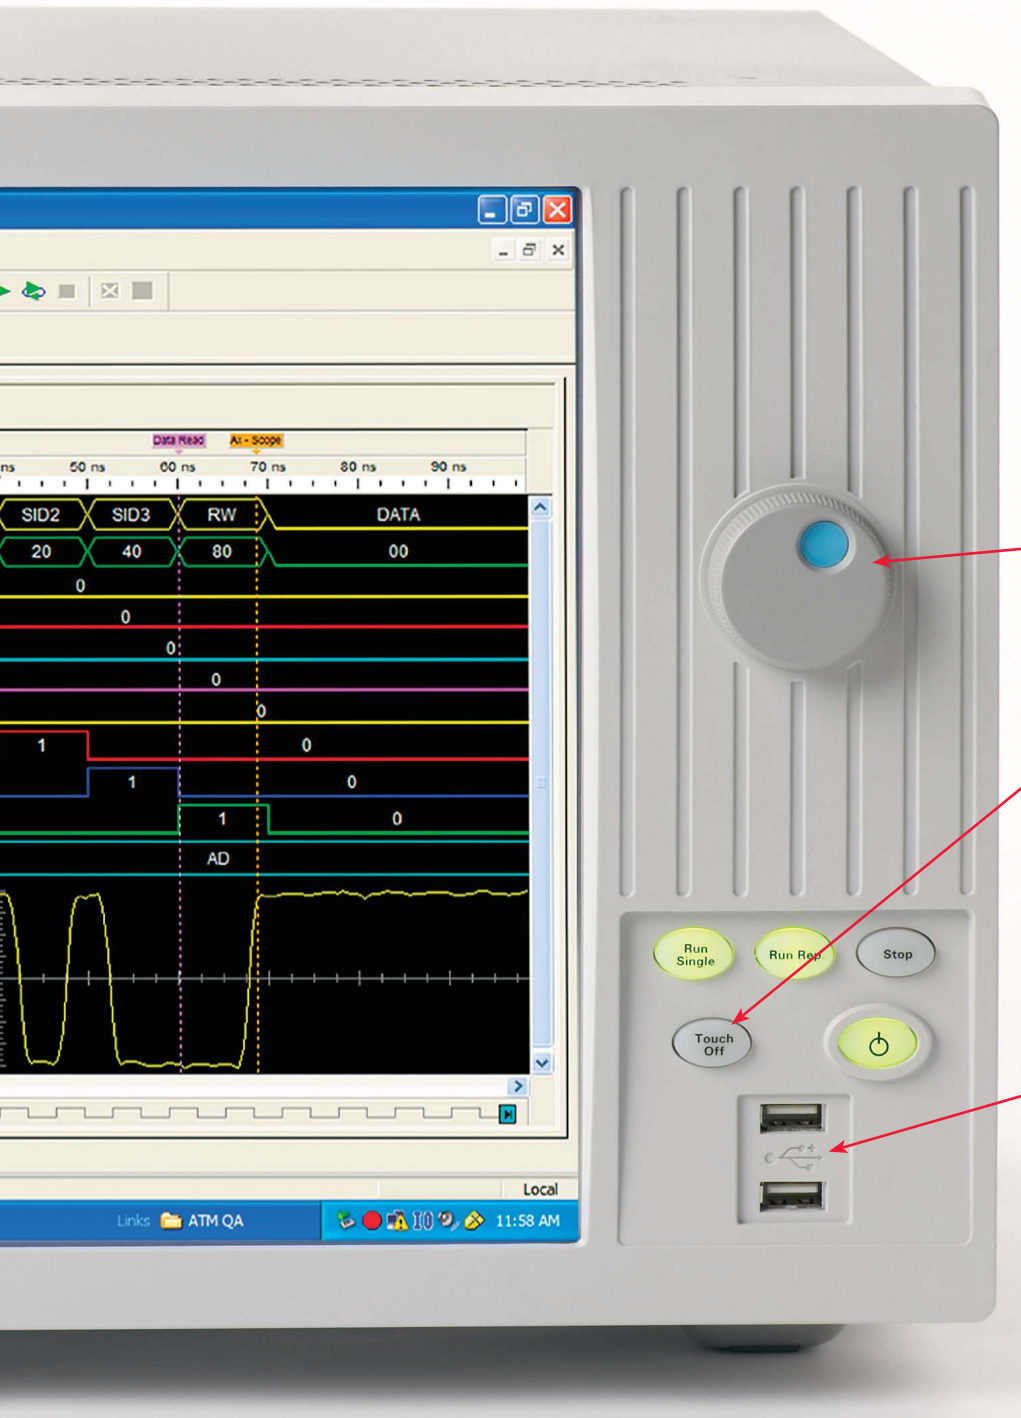 Data Read At - Scope
ns 50 ns 60 ns 70 ns 80 ns 90 ns
SID2 SID3 RW DATA
20 40 80 00
0
0
0
0
0
1 0
1 0
1 0
AD
Run Single
Run Rep.
Stop
Touch Off
Local
Links ATM QA 11:58 AM